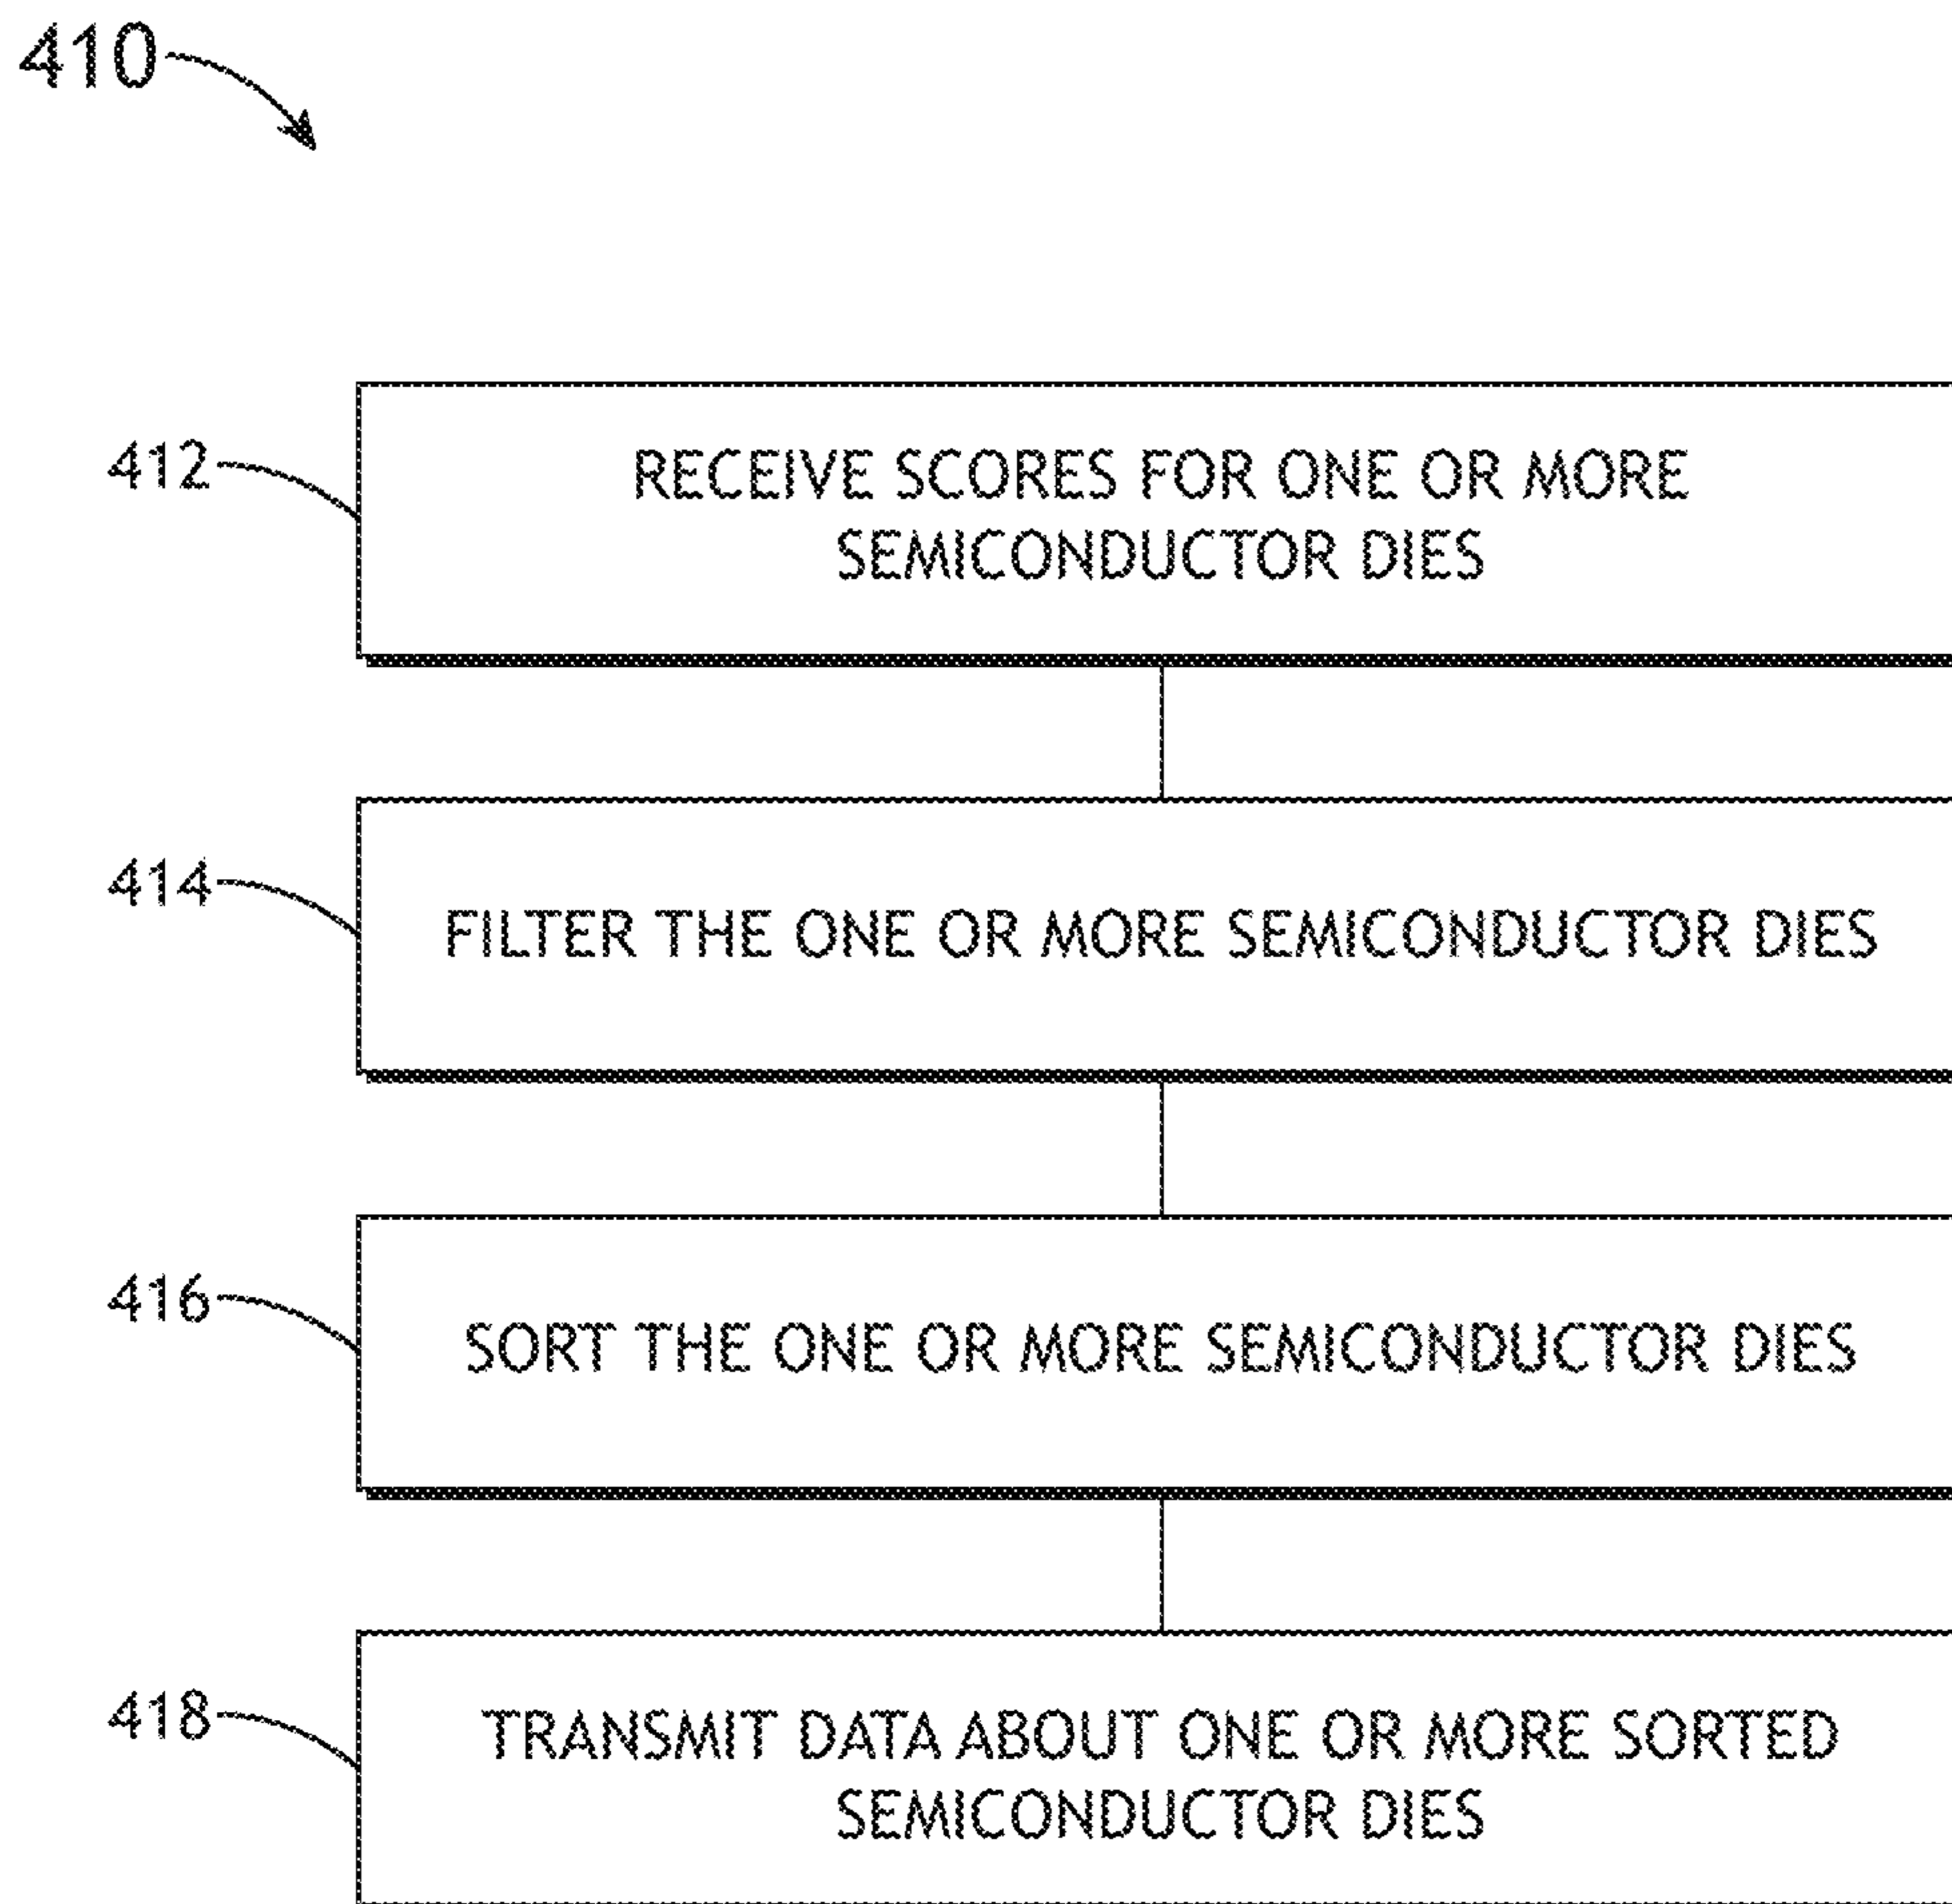 410
412
RECEIVE SCORES FOR ONE OR MORE
SEMICONDUCTOR DIES
414
FILTER THE ONE OR MORE SEMICONDUCTOR DIES
416
SORT THE ONE OR MORE SEMICONDUCTOR DIES
418
TRANSMIT DATA ABOUT ONE OR MORE SORTED
SEMICONDUCTOR DIES